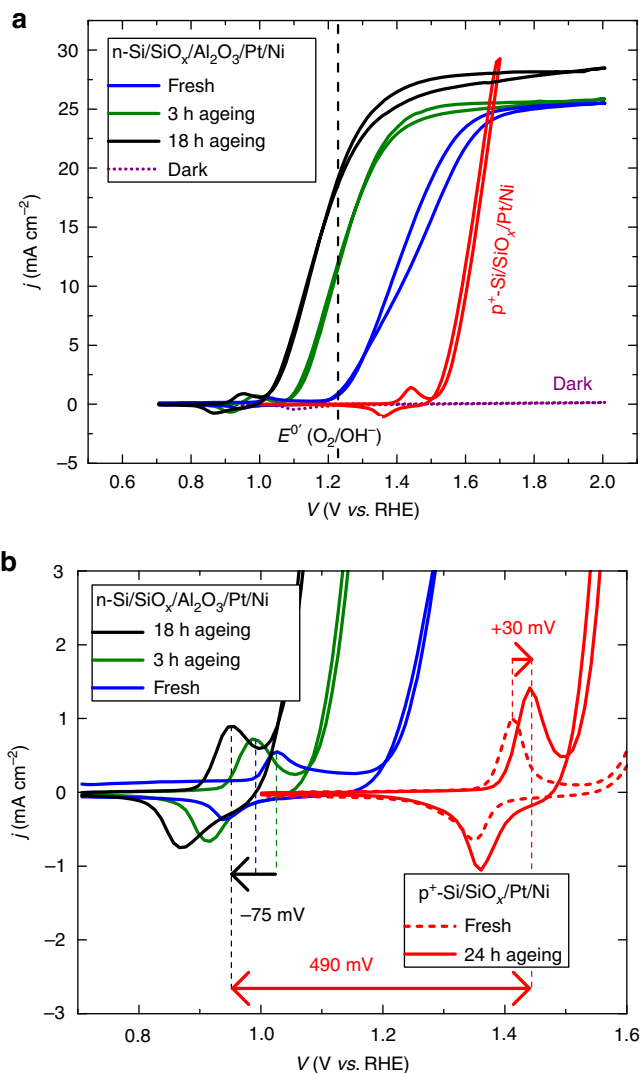 a
n-Si/SiOₓ/Al₂O₃/Pt/Ni
Fresh
3 h ageing
18 h ageing
Dark
30
25
20
15
10
5
0
−5
j (mA cm⁻²)
p⁺-Si/SiOₓ/Pt/Ni
Dark
E⁰′ (O₂/OH⁻)
0.6 0.8 1.0 1.2 1.4 1.6 1.8 2.0
V (V vs. RHE)
b
n-Si/SiOₓ/Al₂O₃/Pt/Ni
18 h ageing
3 h ageing
Fresh
+30 mV
3
2
1
0
−1
−2
−3
j (mA cm⁻²)
−75 mV
490 mV
p⁺-Si/SiOₓ/Pt/Ni
Fresh
24 h ageing
0.8 1.0 1.2 1.4 1.6
V (V vs. RHE)